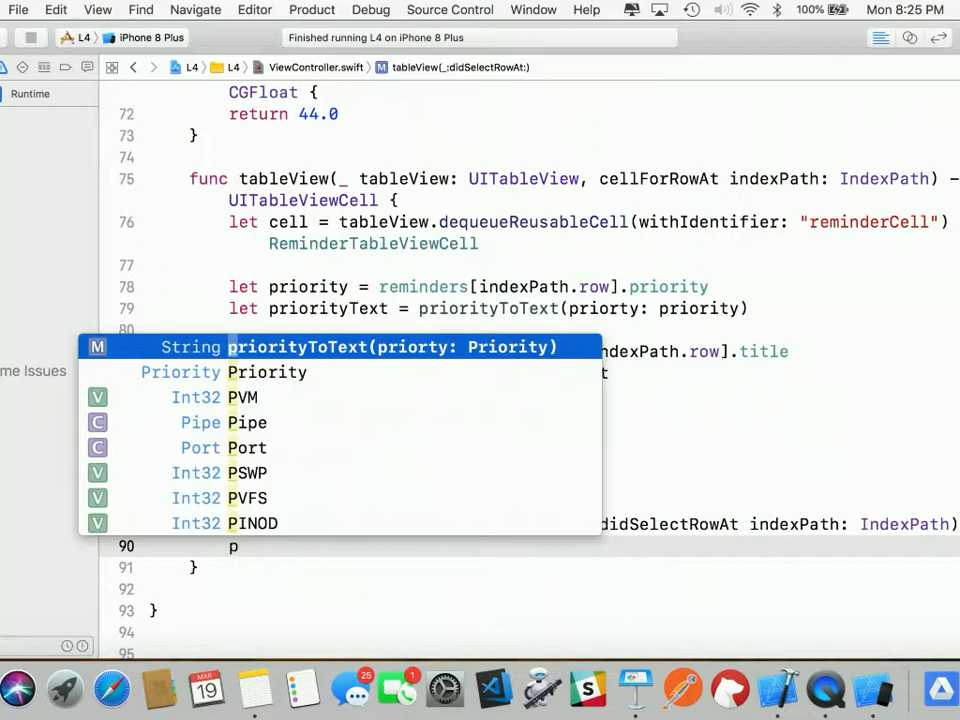 File Edit View Find Navigate Editor Product Debug Source Control Window Help 100% Mon 8:25 PM
L4 iPhone 8 Plus Finished running L4 on iPhone 8 Plus
L4 L4 ViewController.swift M tableView(_:didSelectRowAt:)
Runtime
CGFloat {
72 return 44.0
73 }
74
75 func tableView(_ tableView: UITableView, cellForRowAt indexPath: IndexPath) -
UITableViewCell {
76 let cell = tableView.dequeueReusableCell(withIdentifier: "reminderCell")
ReminderTableViewCell
77
78 let priority = reminders[indexPath.row].priority
79 let priorityText = priorityToText(priorty: priority)
80
M String priorityToText(priorty: Priority)
ndexPath.row].title
me Issues
Priority Priority
t
V Int32 PVM
C Pipe Pipe
C Port Port
V Int32 PSWP
V Int32 PVFS
V Int32 PINOD
didSelectRowAt indexPath: IndexPath)
90 p
91 }
92
93 }
94
95
MAR
19
25
1
S